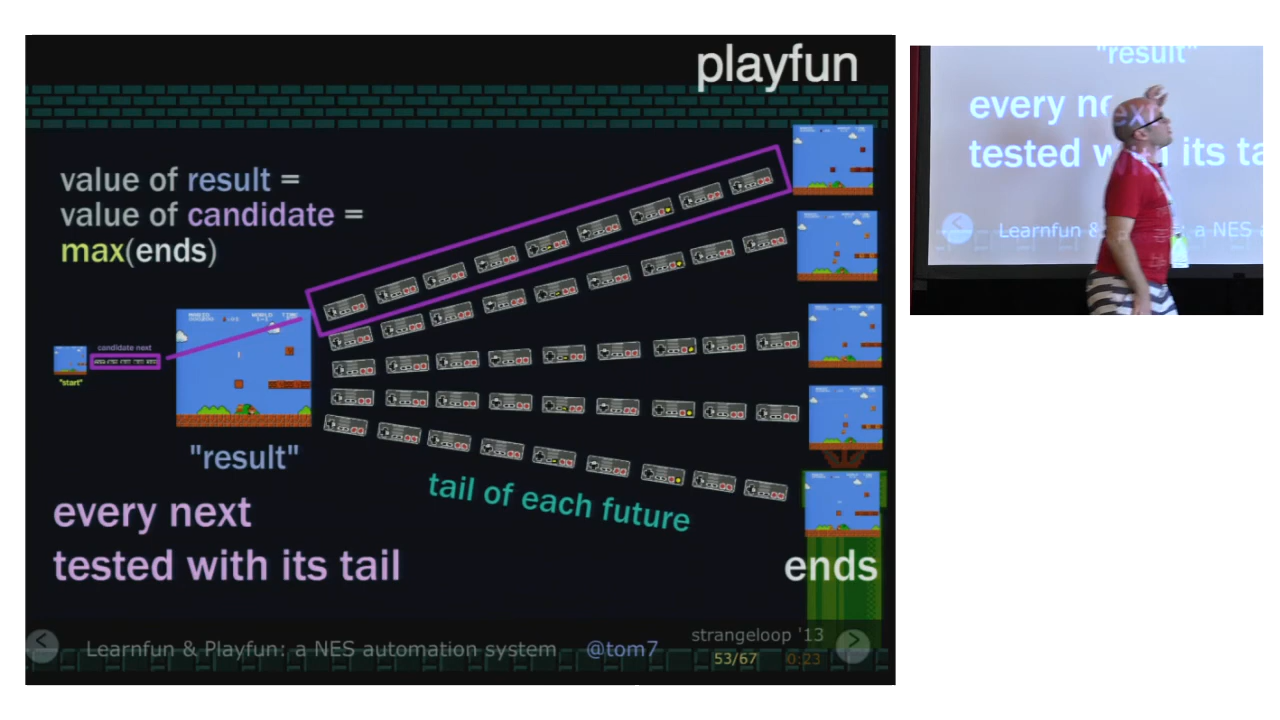 playfun
value of result =
value of candidate =
max(ends)
candidate next
"start"
"result"
tail of each future
every next
tested with its tail
ends
Learnfun & Playfun: a NES automation system @tom7
strangeloop '13
53/67 0:23
"result"
every next
tested with its ta
Learnfun &
a NES